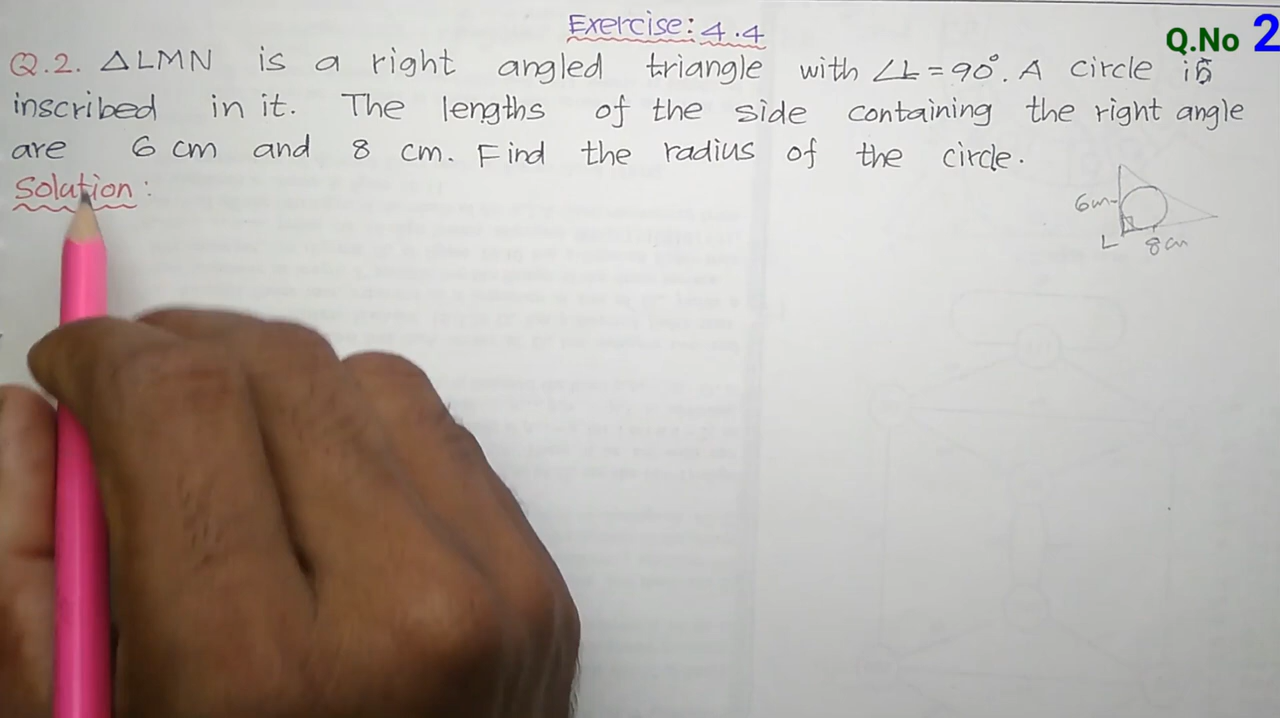 Exercise: 4.4
Q.No 2
Q.2. △LMN is a right angled triangle with ∠L = 90°. A circle is
inscribed in it. The lengths of the side containing the right angle
are 6 cm and 8 cm. Find the radius of the circle.
Solution:
6cm
L
8cm